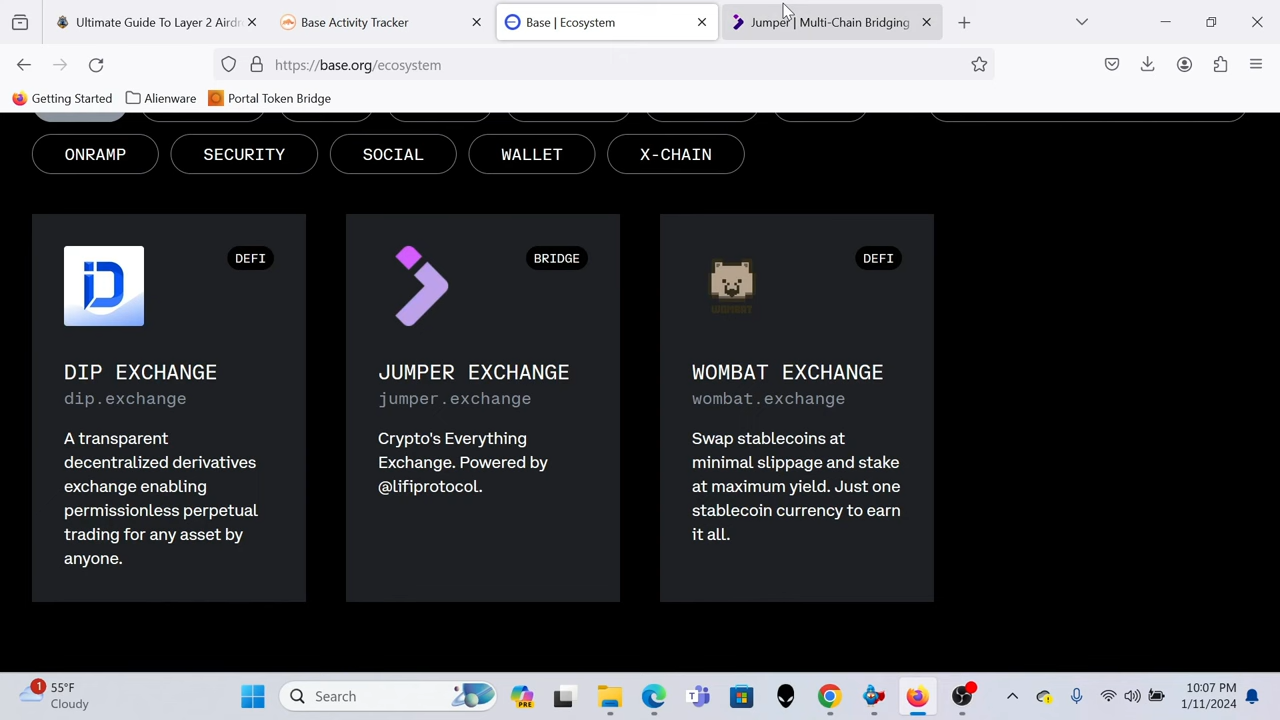 Ultimate Guide To Layer 2 Airdr
Base Activity Tracker
Base | Ecosystem
Jumper | Multi-Chain Bridging
https://base.org/ecosystem
Getting Started
Alienware
Portal Token Bridge
ONRAMP
SECURITY
SOCIAL
WALLET
X-CHAIN
DEFI
DIP EXCHANGE
dip.exchange
A transparent
decentralized derivatives
exchange enabling
permissionless perpetual
trading for any asset by
anyone.
BRIDGE
JUMPER EXCHANGE
jumper.exchange
Crypto's Everything
Exchange. Powered by
@lifiprotocol.
DEFI
WOMBAT EXCHANGE
wombat.exchange
Swap stablecoins at
minimal slippage and stake
at maximum yield. Just one
stablecoin currency to earn
it all.
1
55°F
Cloudy
Search
PRE
10:07 PM
1/11/2024